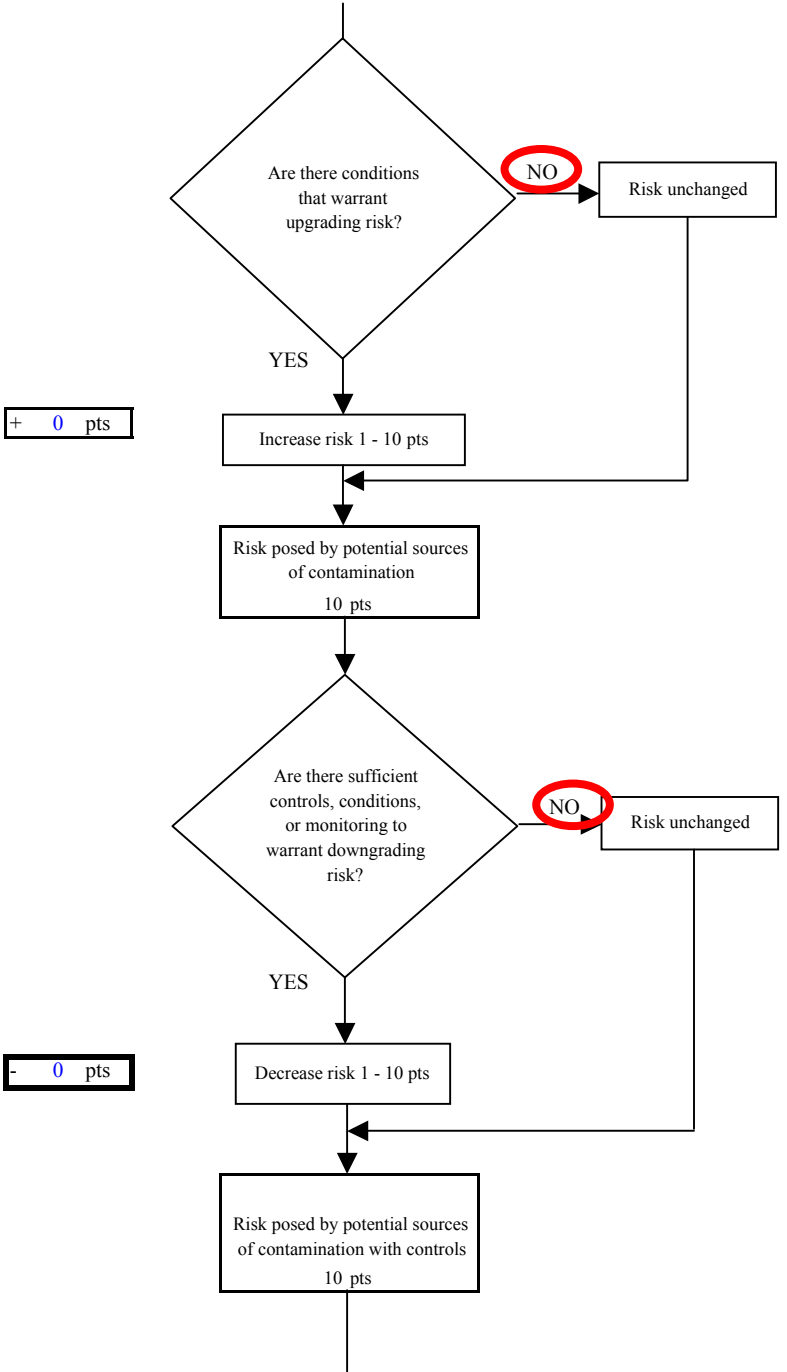 Are there conditions
that warrant
upgrading risk?
NO
Risk unchanged
YES
+ 0 pts
Increase risk 1 - 10 pts
Risk posed by potential sources
of contamination
10 pts
Are there sufficient
controls, conditions,
or monitoring to
warrant downgrading
risk?
NO
Risk unchanged
YES
- 0 pts
Decrease risk 1 - 10 pts
Risk posed by potential sources
of contamination with controls
10 pts